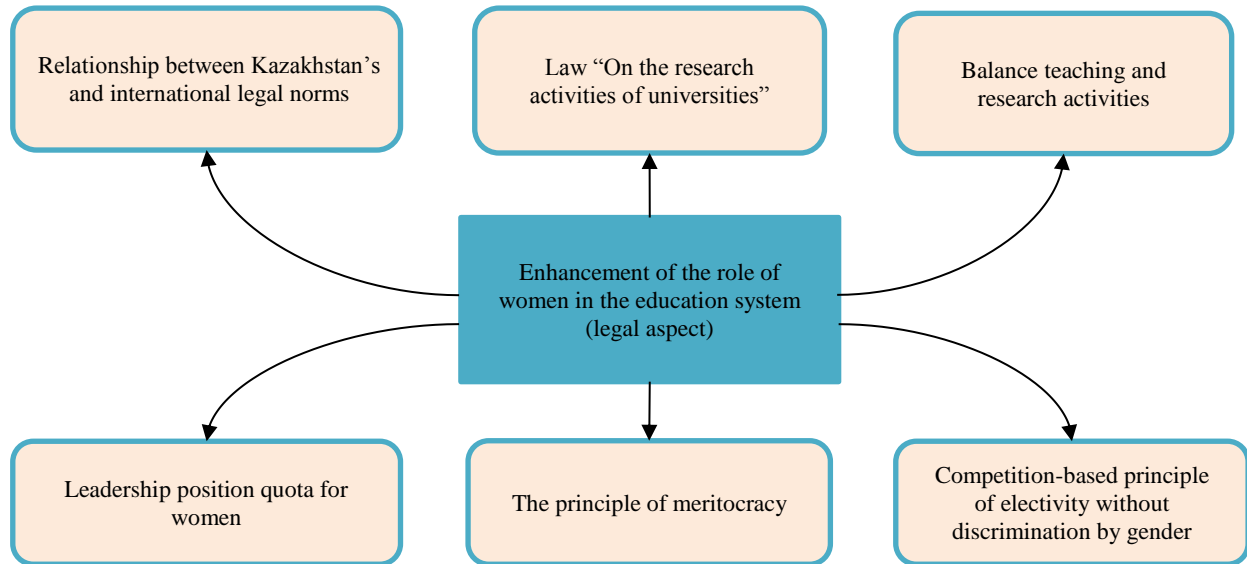 Relationship between Kazakhstan’s
and international legal norms
Law “On the research
activities of universities”
Balance teaching and
research activities
Enhancement of the role of
women in the education system
(legal aspect)
Leadership position quota for
women
The principle of meritocracy
Competition-based principle
of electivity without
discrimination by gender